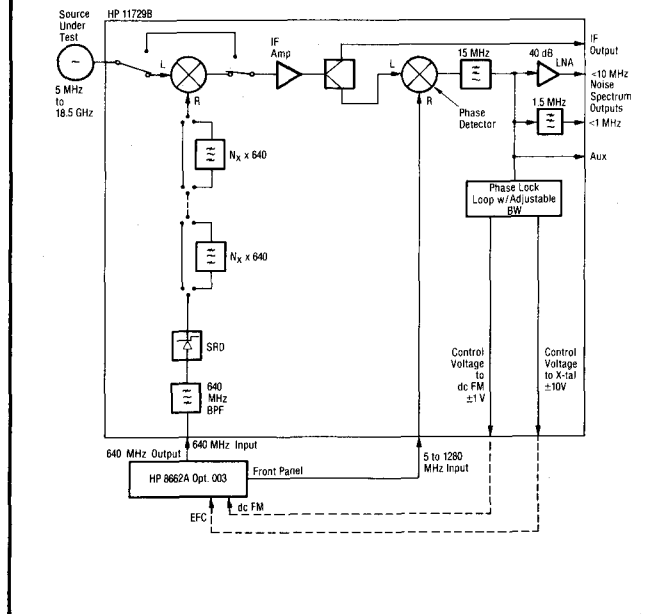 Source
Under
Test
5 MHz
to
18.5 GHz
HP 11729B
L
R
IF
Amp
L
R
Phase
Detector
15 MHz
40 dB
LNA
1.5 MHz
IF
Output
<10 MHz
Noise
Spectrum
Outputs
<1 MHz
Aux
N_X x 640
N_X x 640
SRD
640
MHz
BPF
Phase Lock
Loop w/Adjustable
BW
Control
Voltage
to
dc FM
±1 V
Control
Voltage
to X-tal
±10V
640 MHz Output
640 MHz Input
5 to 1280
MHz Input
HP 8662A Opt. 003
Front Panel
EFC
dc FM